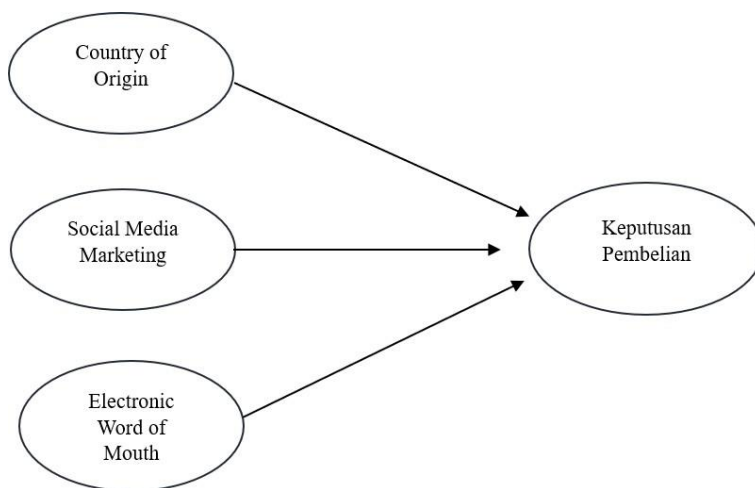 Country of
Origin
Social Media
Marketing
Keputusan
Pembelian
Electronic
Word of
Mouth